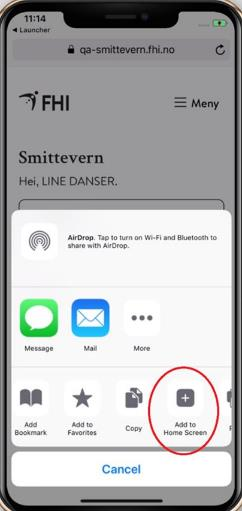 11:14
Launcher
qa-smittevern.fhi.no
FHI
Meny
Smittevern
Hei, LINE DANSER.
AirDrop. Tap to turn on Wi-Fi and Bluetooth to
share with AirDrop.
Message
Mail
More
Add
Bookmark
Add to
Favorites
Copy
Add to
Home Screen
Cancel